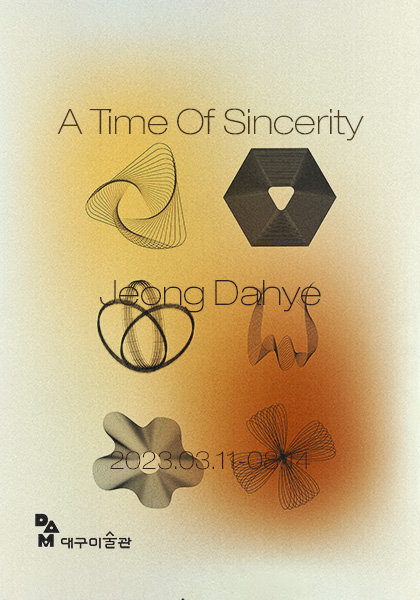 A Time Of Sincerity
Jeong Dahye
2023.03.11-05.14
DAM
대구미술관